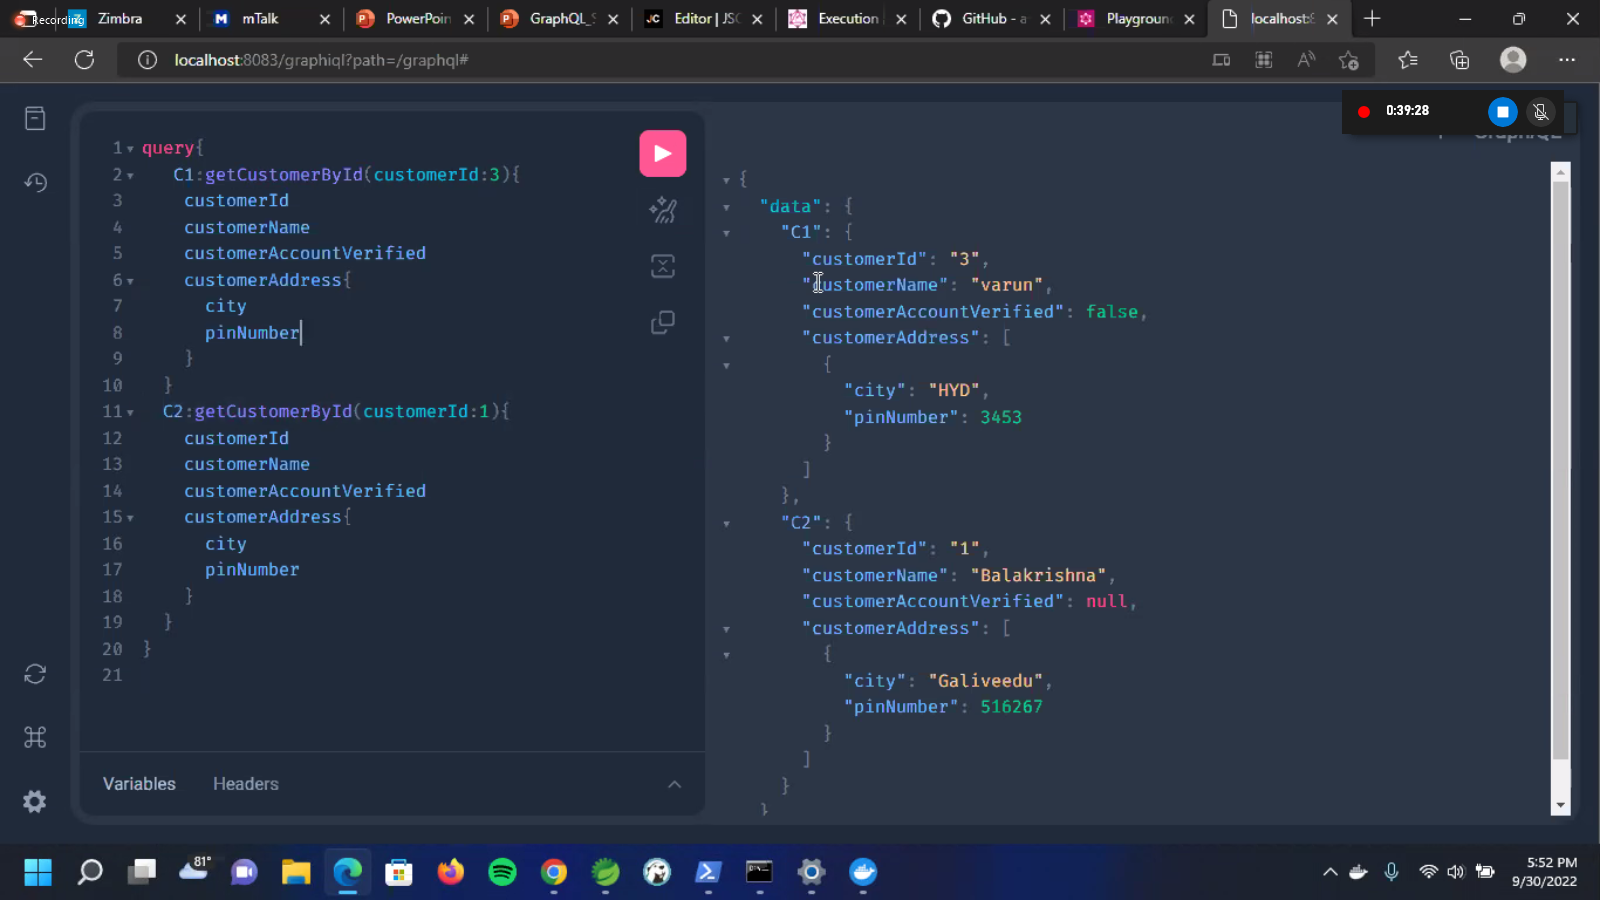 Recording
Zimbra
mTalk
PowerPoin
GraphQL_S
Editor | JSO
Execution
GitHub - a
Playground
localhost:8
localhost:8083/graphiql?path=/graphql#
0:39:28
1 query{
2 C1:getCustomerById(customerId:3){
3 customerId
4 customerName
5 customerAccountVerified
6 customerAddress{
7 city
8 pinNumber
9 }
10 }
11 C2:getCustomerById(customerId:1){
12 customerId
13 customerName
14 customerAccountVerified
15 customerAddress{
16 city
17 pinNumber
18 }
19 }
20 }
21
{
"data": {
"C1": {
"customerId": "3",
"customerName": "varun",
"customerAccountVerified": false,
"customerAddress": [
{
"city": "HYD",
"pinNumber": 3453
}
]
},
"C2": {
"customerId": "1",
"customerName": "Balakrishna",
"customerAccountVerified": null,
"customerAddress": [
{
"city": "Galiveedu",
"pinNumber": 516267
}
]
}
}
Variables
Headers
81°
5:52 PM
9/30/2022